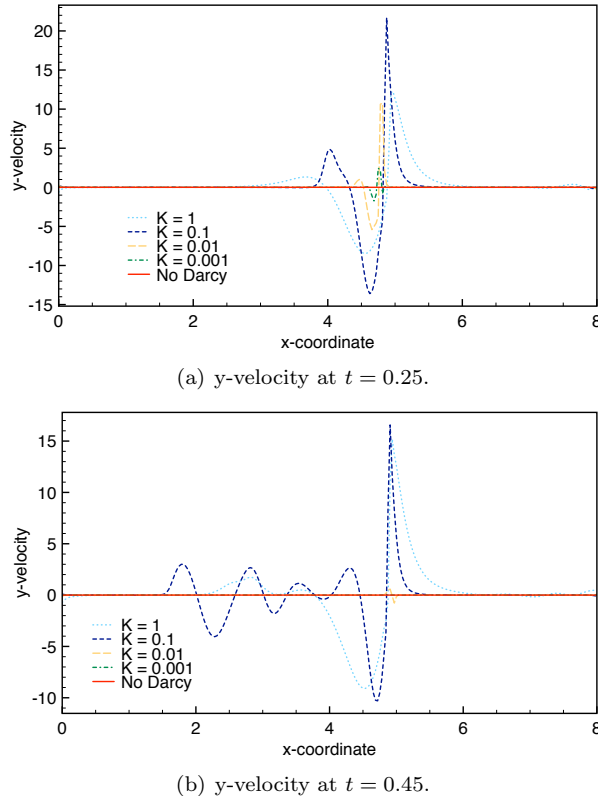 20
15
10
5
0
-5
-10
-15
y-velocity
K = 1
K = 0.1
K = 0.01
K = 0.001
No Darcy
0 2 4 6 8
x-coordinate
(a) y-velocity at t = 0.25.
15
10
5
0
-5
-10
y-velocity
K = 1
K = 0.1
K = 0.01
K = 0.001
No Darcy
0 2 4 6 8
x-coordinate
(b) y-velocity at t = 0.45.